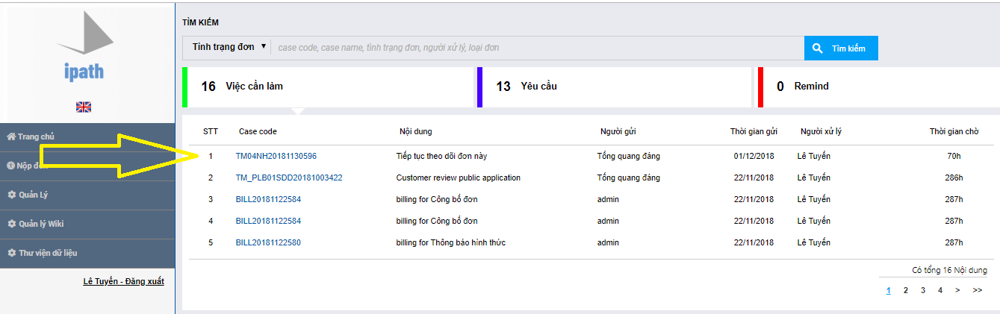 ipath
Trang chủ
Nộp đơn
Quản Lý
Quản lý Wiki
Thư viện dữ liệu
Lê Tuyến - Đăng xuất
TÌM KIẾM
Tình trạng đơn ▼ case code, case name, tình trạng đơn, người xử lý, loại đơn Tìm kiếm
16 Việc cần làm 13 Yêu cầu 0 Remind
STT Case code Nội dung Người gửi Thời gian gửi Người xử lý Thời gian chờ
1 TM04NH20181130596 Tiếp tục theo dõi đơn này Tống quang đáng 01/12/2018 Lê Tuyến 70h
2 TM_PLB01SDD20181003422 Customer review public application Tống quang đáng 22/11/2018 Lê Tuyến 286h
3 BILL20181122584 billing for Công bố đơn admin 22/11/2018 Lê Tuyến 287h
4 BILL20181122584 billing for Công bố đơn admin 22/11/2018 Lê Tuyến 287h
5 BILL20181122580 billing for Thông báo hình thức admin 22/11/2018 Lê Tuyến 287h
Có tổng 16 Nội dung
1 2 3 4 > >>